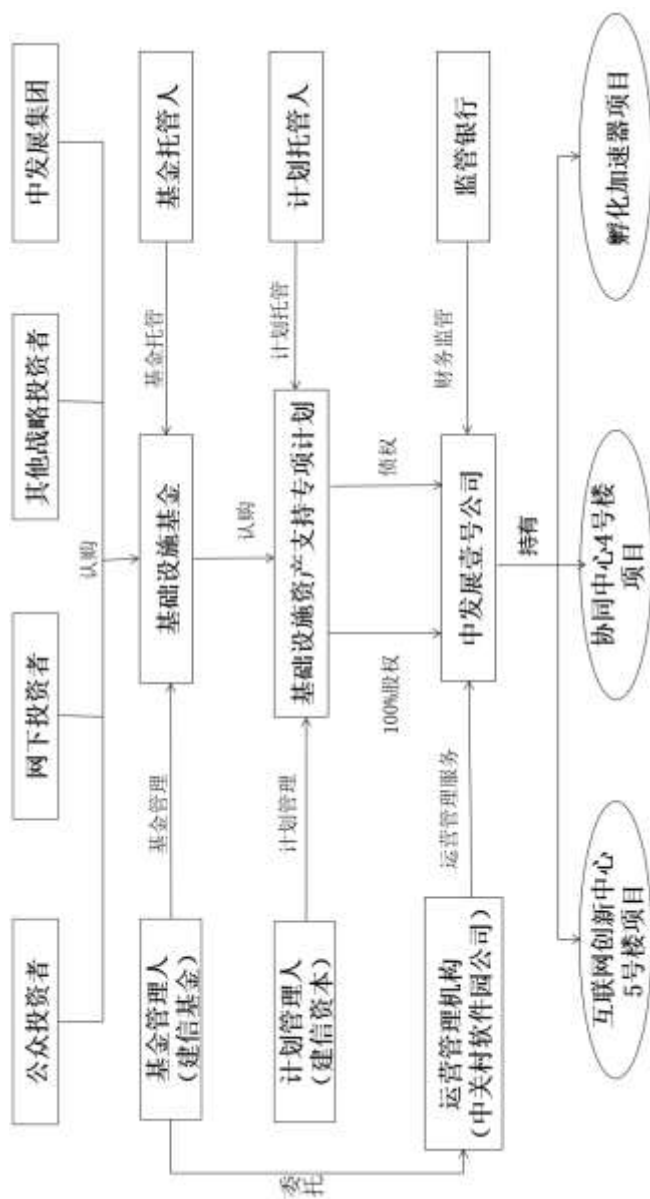 公众投资者
网下投资者
其他战略投资者
中发展集团
认购
基金管理人
（建信基金）
基金管理
基础设施基金
基金托管
基金托管人
认购
计划管理人
（建信资本）
计划管理
基础设施资产支持专项计划
计划托管
计划托管人
委托
100%股权
债权
运营管理机构
（中关村软件园公司）
运营管理服务
中发展壹号公司
财务监管
监管银行
持有
互联网创新中心
5号楼项目
协同中心4号楼
项目
孵化加速器项目